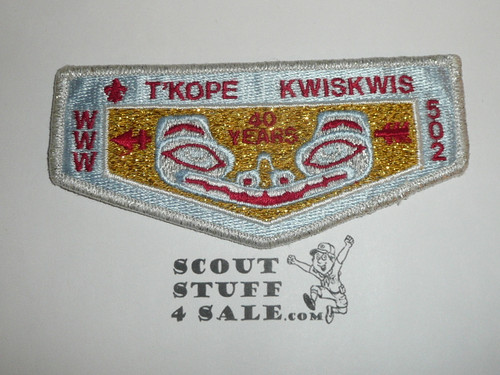 T'KOPE KWISKWIS
WWW
40
YEARS
502
SCOUT
STUFF
4 SALE.com